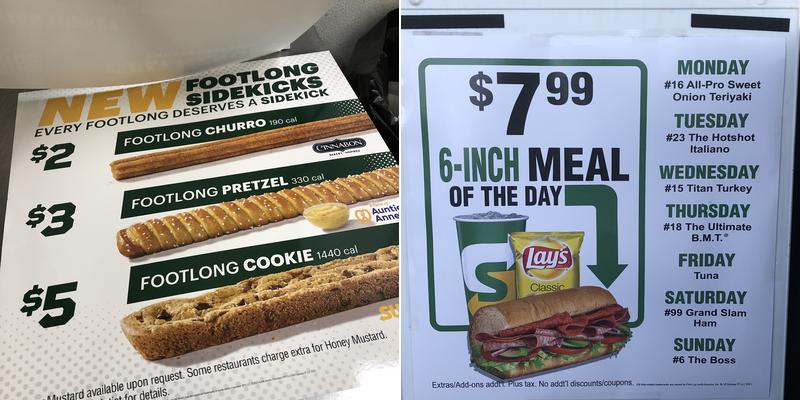 NEW FOOTLONG
SIDEKICKS
EVERY FOOTLONG DESERVES A SIDEKICK
$2
FOOTLONG CHURRO 190 cal
CINNABON
$3
FOOTLONG PRETZEL 330 cal
Auntie
Anne
$5
FOOTLONG COOKIE 1440 cal
Mustard available upon request. Some restaurants charge extra for Honey Mustard.
for details.
$7 99
6-INCH MEAL
OF THE DAY
S
Lay's
Classic
Extras/Add-ons addt'l. Plus tax. No addt'l discounts/coupons.
MONDAY
#16 All-Pro Sweet
Onion Teriyaki
TUESDAY
#23 The Hotshot
Italiano
WEDNESDAY
#15 Titan Turkey
THURSDAY
#18 The Ultimate
B.M.T.®
FRIDAY
Tuna
SATURDAY
#99 Grand Slam
Ham
SUNDAY
#6 The Boss